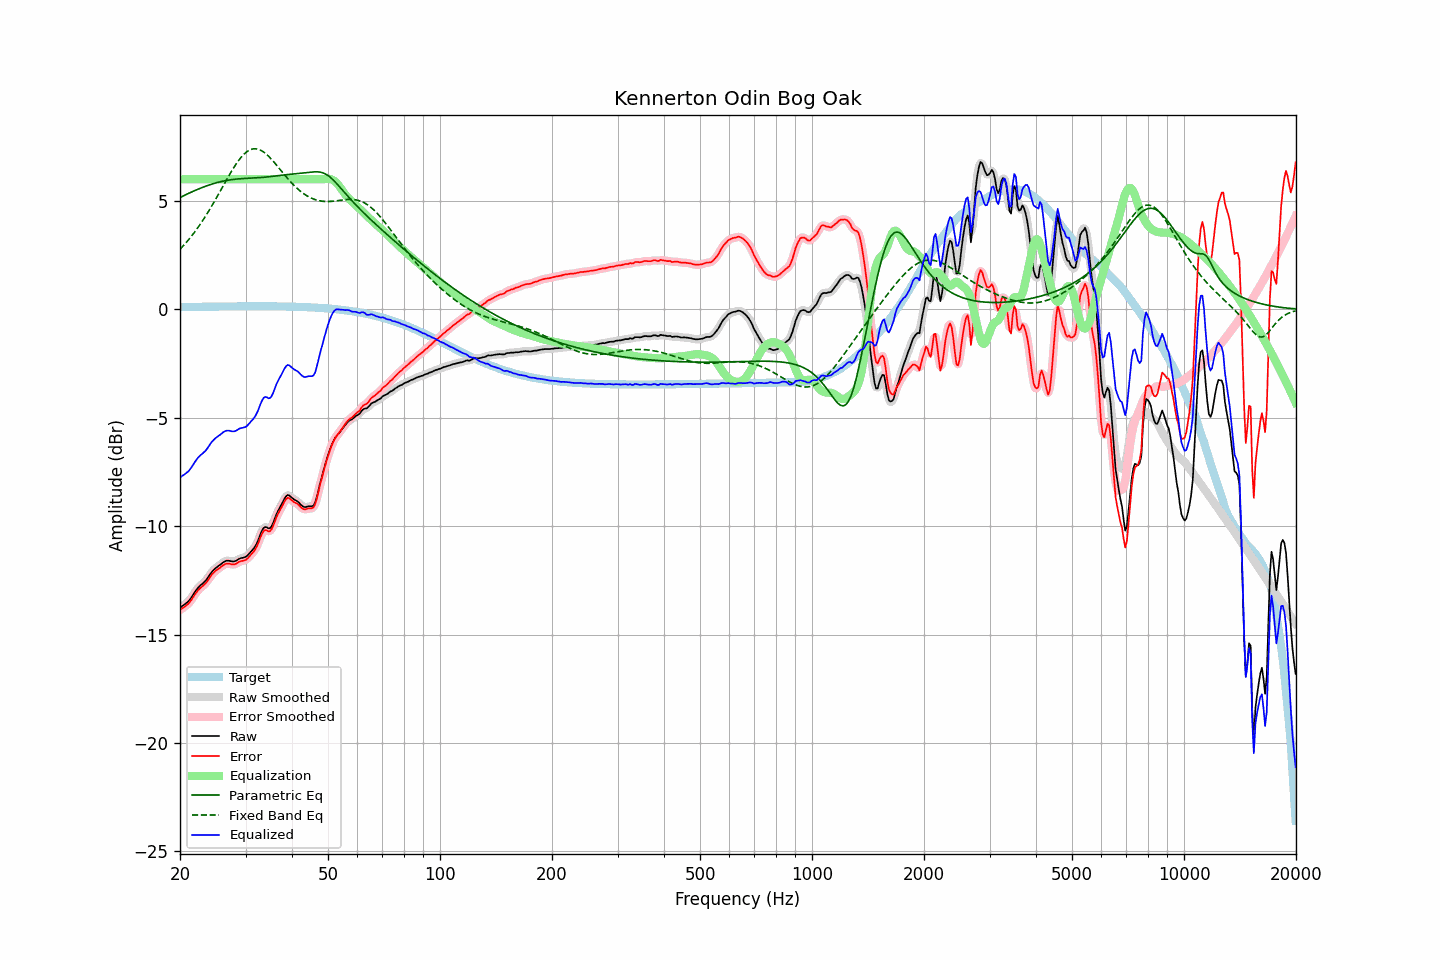 Kennerton Odin Bog Oak
Amplitude (dBr)
5
0
−5
−10
−15
−20
−25
Target
Raw Smoothed
Error Smoothed
Raw
Error
Equalization
Parametric Eq
Fixed Band Eq
Equalized
20 50 100 200 500 1000 2000 5000 10000 20000
Frequency (Hz)